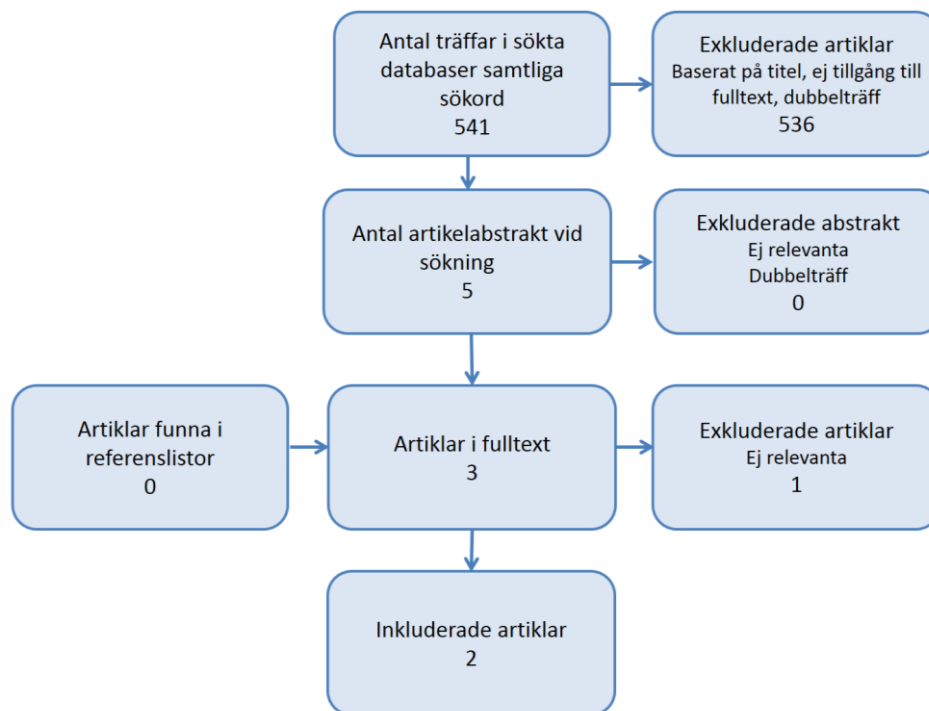 Antal träffar i sökta
databaser samtliga
sökord
541
Exkluderade artiklar
Baserat på titel, ej tillgång till
fulltext, dubbelträff
536
Antal artikelabstrakt vid
sökning
5
Exkluderade abstrakt
Ej relevanta
Dubbelträff
0
Artiklar funna i
referenslistor
0
Artiklar i fulltext
3
Exkluderade artiklar
Ej relevanta
1
Inkluderade artiklar
2